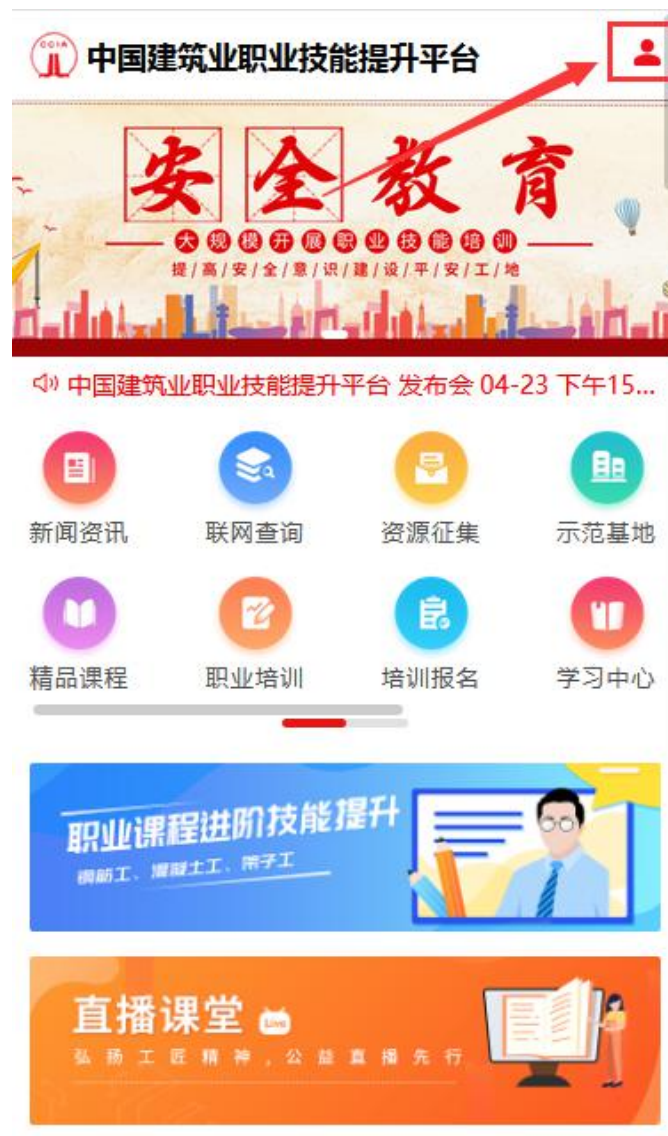 CCIA
中国建筑业职业技能提升平台
安全教育
大规模开展职业技能培训
提/高/安/全/意/识/建/设/平/安/工/地
中国建筑业职业技能提升平台 发布会 04-23 下午15...
新闻资讯 联网查询 资源征集 示范基地
精品课程 职业培训 培训报名 学习中心
职业课程进阶技能提升
钢筋工、混凝土工、架子工
直播课堂 Live
弘扬工匠精神，公益直播先行